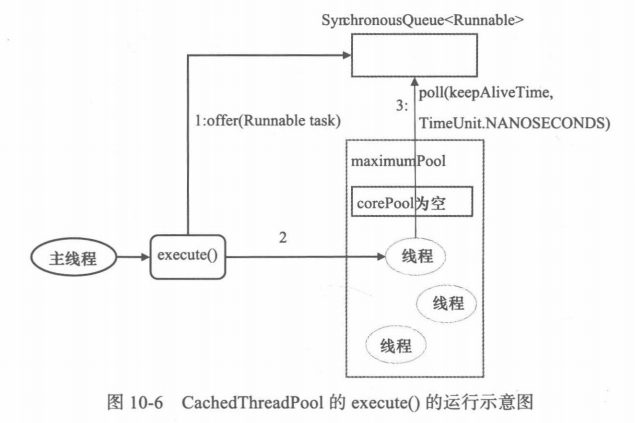 SynchronousQueue<Runnable>
1:offer(Runnable task)
3:
poll(keepAliveTime,
TimeUnit.NANOSECONDS)
maximumPool
corePool为空
主线程
execute()
2
线程
线程
线程
图 10-6 CachedThreadPool 的 execute() 的运行示意图